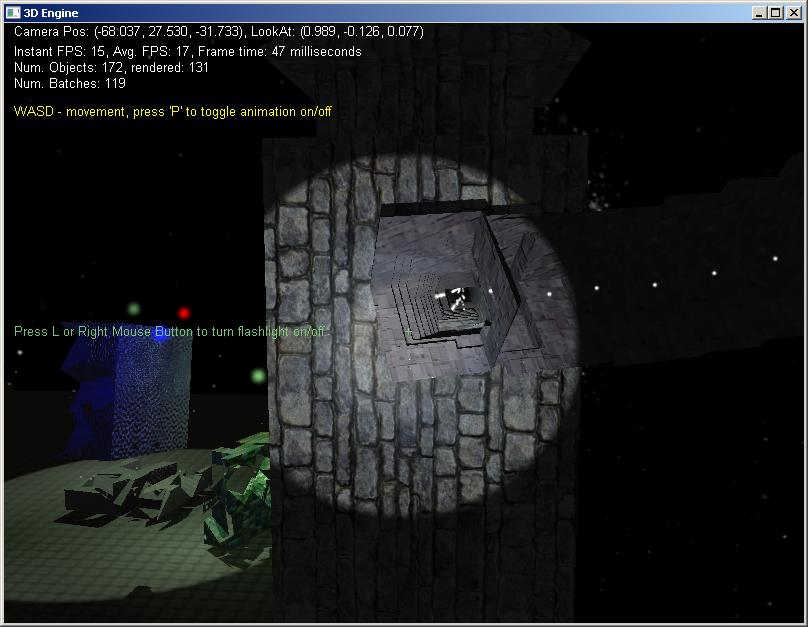 3D Engine
Camera Pos: (-68:037, 27.530, -31.733), LookAt: (0.989, -0.126, 0.077)
Instant FPS: 15, Avg. FPS: 17, Frame time: 47 milliseconds
Num. Objects: 172, rendered: 131
Num. Batches: 119
WASD - movement, press 'P' to toggle animation on/off
Press L or Right Mouse Button to turn flashlight on/off